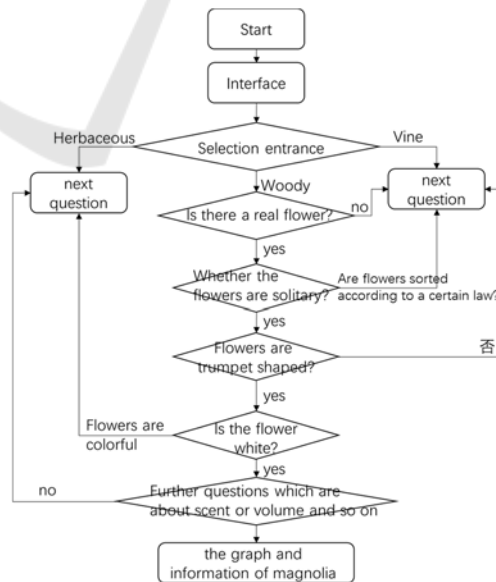 Start
Interface
Herbaceous
Vine
Selection entrance
next
question
next
question
Woody
no
Is there a real flower?
yes
Whether the
flowers are solitary?
Are flowers sorted
according to a certain law?
yes
Flowers are
trumpet shaped?
否
yes
Flowers are
colorful
Is the flower
white?
yes
no
Further questions which are
about scent or volume and so on
the graph and
information of magnolia